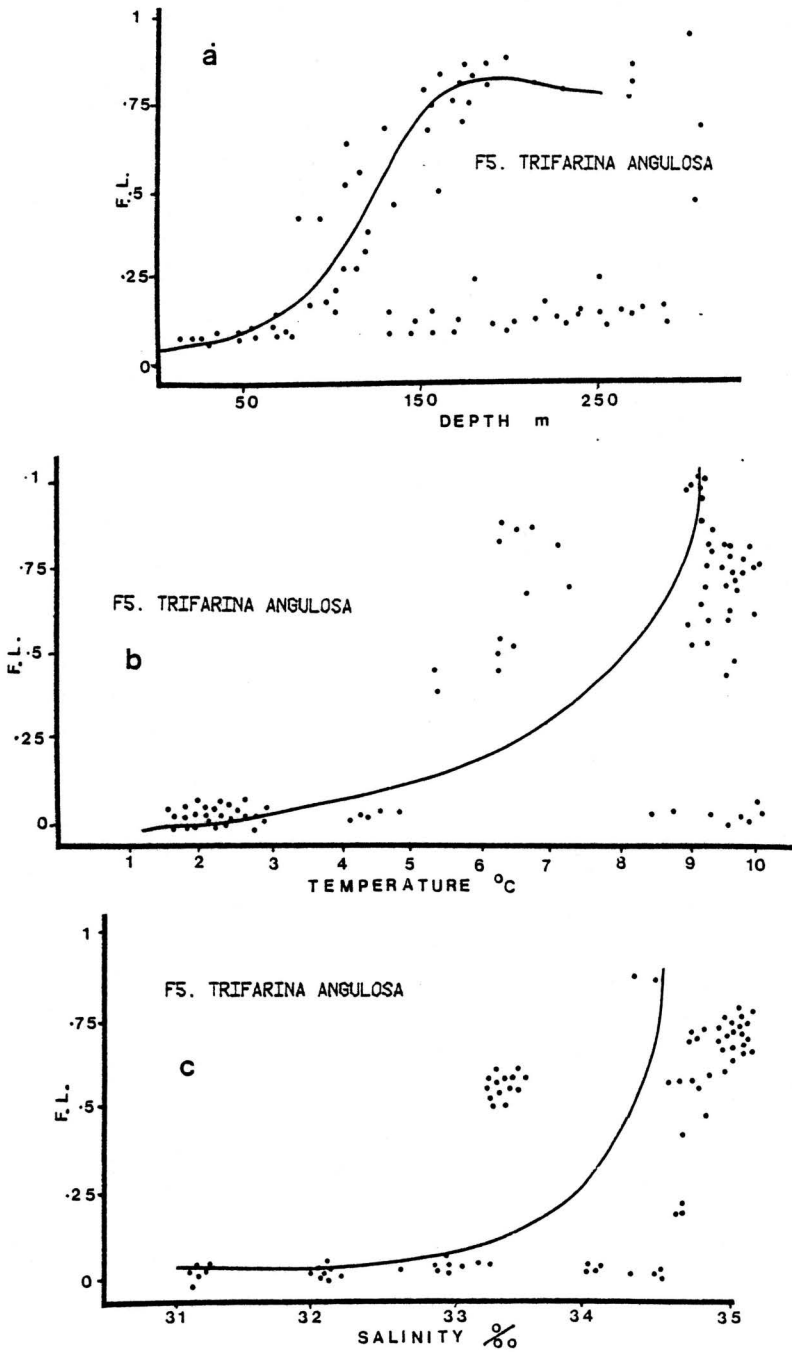 1
a
.75
F5. TRIFARINA ANGULOSA
F.L.
.5
.25
0
50
150
250
DEPTH m
.1
.75
F5. TRIFARINA ANGULOSA
F.L.
.5
b
.25
0
1
2
3
4
5
6
7
8
9
10
TEMPERATURE °C
1
F5. TRIFARINA ANGULOSA
.75
c
F.L.
.5
.25
0
31
32
33
34
35
SALINITY ‰